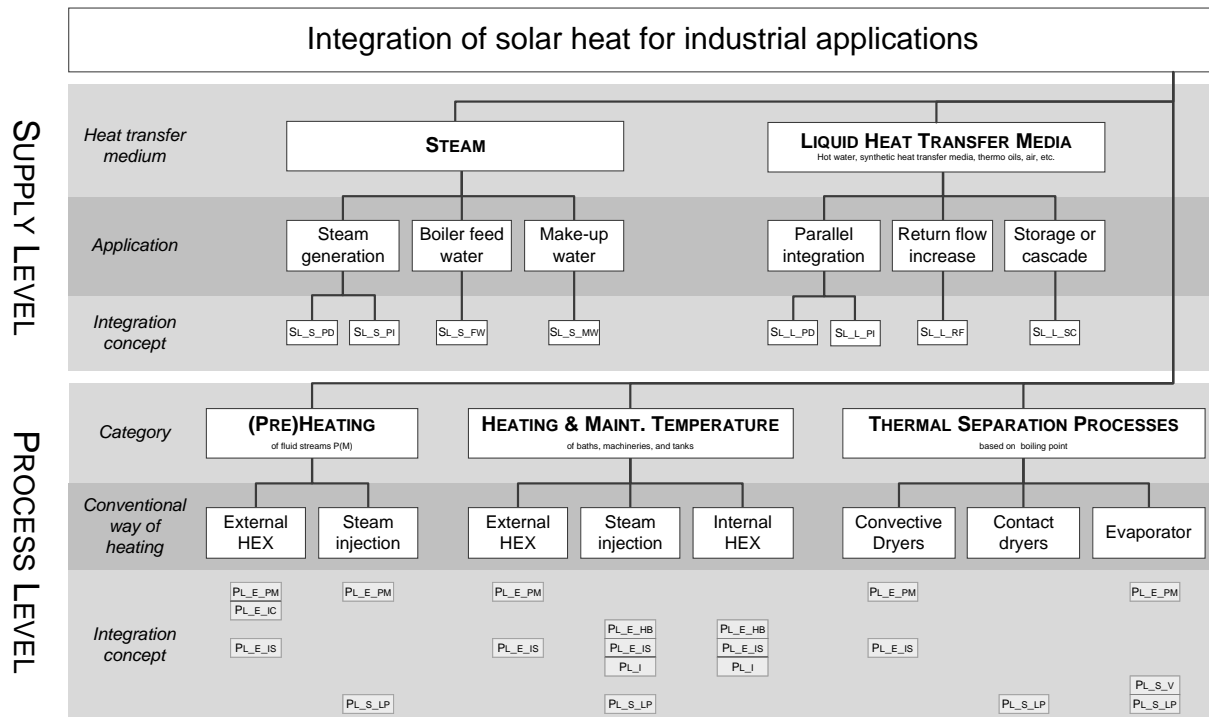 Integration of solar heat for industrial applications
SUPPLY LEVEL
Heat transfer
medium
STEAM
LIQUID HEAT TRANSFER MEDIA
Hot water, synthetic heat transfer media, thermo oils, air, etc.
Application
Steam
generation
Boiler feed
water
Make-up
water
Parallel
integration
Return flow
increase
Storage or
cascade
Integration
concept
SL_S_PD
SL_S_PI
SL_S_FW
SL_S_MW
SL_L_PD
SL_L_PI
SL_L_RF
SL_L_SC
PROCESS LEVEL
Category
(PRE)HEATING
of fluid streams P(M)
HEATING & MAINT. TEMPERATURE
of baths, machineries, and tanks
THERMAL SEPARATION PROCESSES
based on boiling point
Conventional
way of
heating
External
HEX
Steam
injection
External
HEX
Steam
injection
Internal
HEX
Convective
Dryers
Contact
dryers
Evaporator
Integration
concept
PL_E_PM
PL_E_PM
PL_E_PM
PL_E_PM
PL_E_PM
PL_E_IC
PL_E_HB
PL_E_HB
PL_E_IS
PL_E_IS
PL_E_IS
PL_E_IS
PL_E_IS
PL_I
PL_I
PL_S_V
PL_S_LP
PL_S_LP
PL_S_LP
PL_S_LP